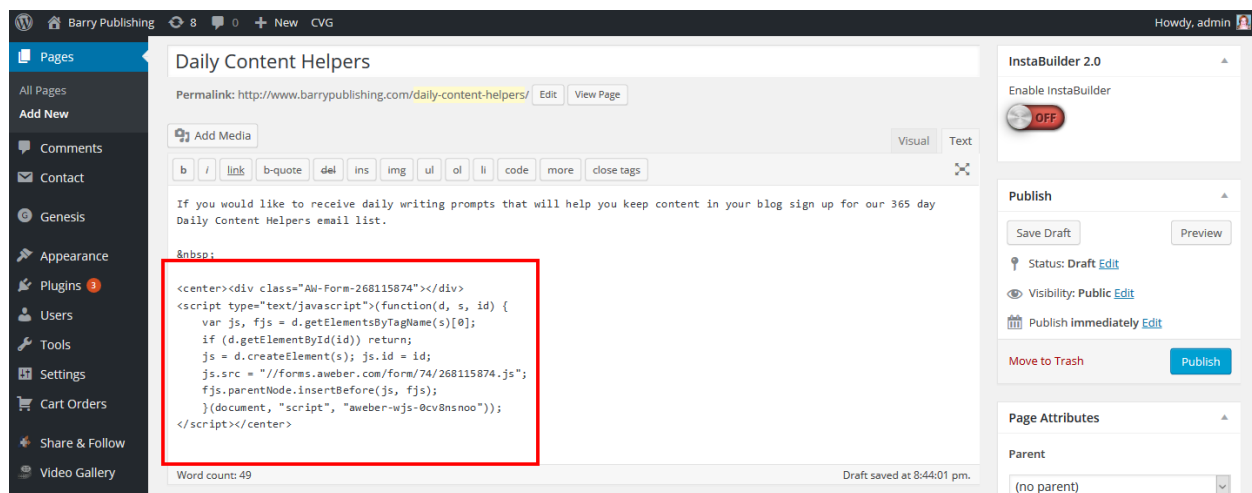 Barry Publishing 8 0 + New CVG Howdy, admin
Pages
All Pages
Add New
Comments
Contact
Genesis
Appearance
Plugins 3
Users
Tools
Settings
Cart Orders
Share & Follow
Video Gallery
Daily Content Helpers
Permalink: http://www.barrypublishing.com/daily-content-helpers/ Edit View Page
Add Media
Visual Text
b i link b-quote del ins img ul ol li code more close tags
If you would like to receive daily writing prompts that will help you keep content in your blog sign up for our 365 day
Daily Content Helpers email list.
&nbsp;
<center><div class="AW-Form-268115874"></div>
<script type="text/javascript">(function(d, s, id) {
var js, fjs = d.getElementsByTagName(s)[0];
if (d.getElementById(id)) return;
js = d.createElement(s); js.id = id;
js.src = "//forms.aweber.com/form/74/268115874.js";
fjs.parentNode.insertBefore(js, fjs);
}(document, "script", "aweber-wjs-0cv8nsnoo"));
</script></center>
Word count: 49 Draft saved at 8:44:01 pm.
InstaBuilder 2.0
Enable InstaBuilder
OFF
Publish
Save Draft Preview
Status: Draft Edit
Visibility: Public Edit
Publish immediately Edit
Move to Trash Publish
Page Attributes
Parent
(no parent)